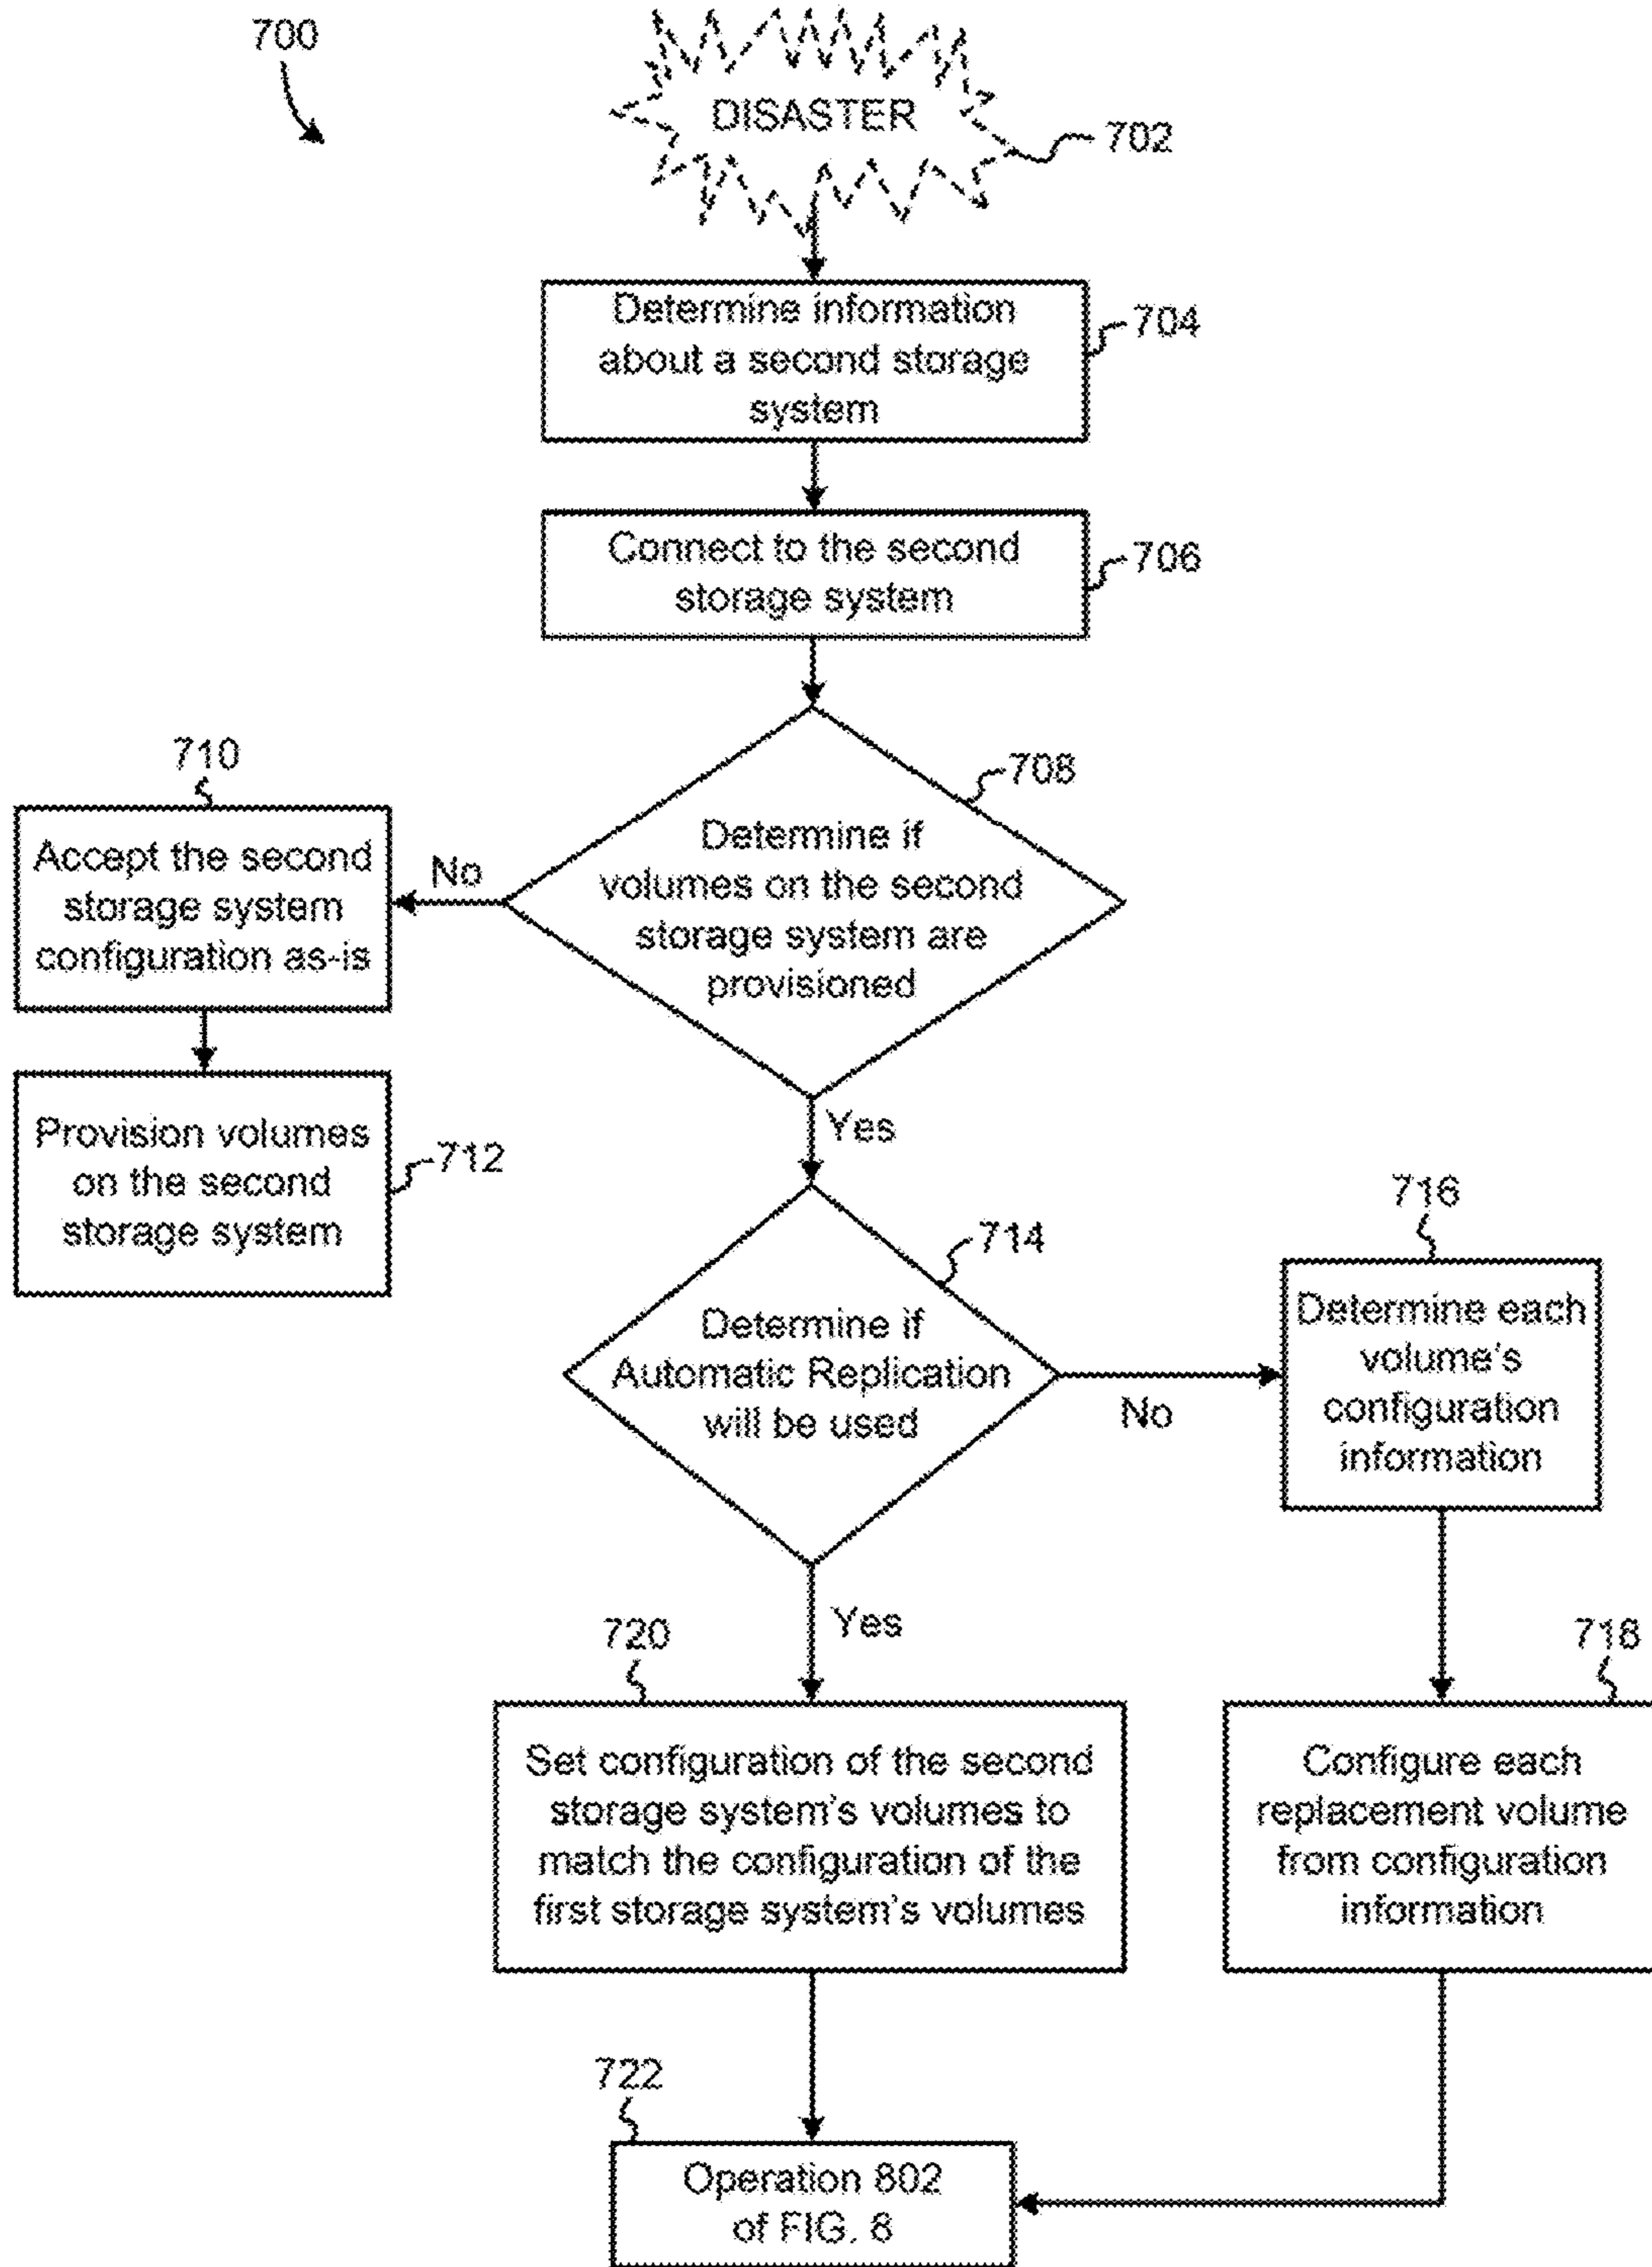 700
DISASTER
702
Determine information
about a second storage
system
704
Connect to the second
storage system
706
708
Determine if
volumes on the second
storage system are
provisioned
710
No
Accept the second
storage system
configuration as-is
Provision volumes
on the second
storage system
712
Yes
714
Determine if
Automatic Replication
will be used
716
No
Determine each
volume's
configuration
information
Yes
720
Set configuration of the second
storage system's volumes to
match the configuration of the
first storage system's volumes
718
Configure each
replacement volume
from configuration
information
722
Operation 802
of FIG. 8